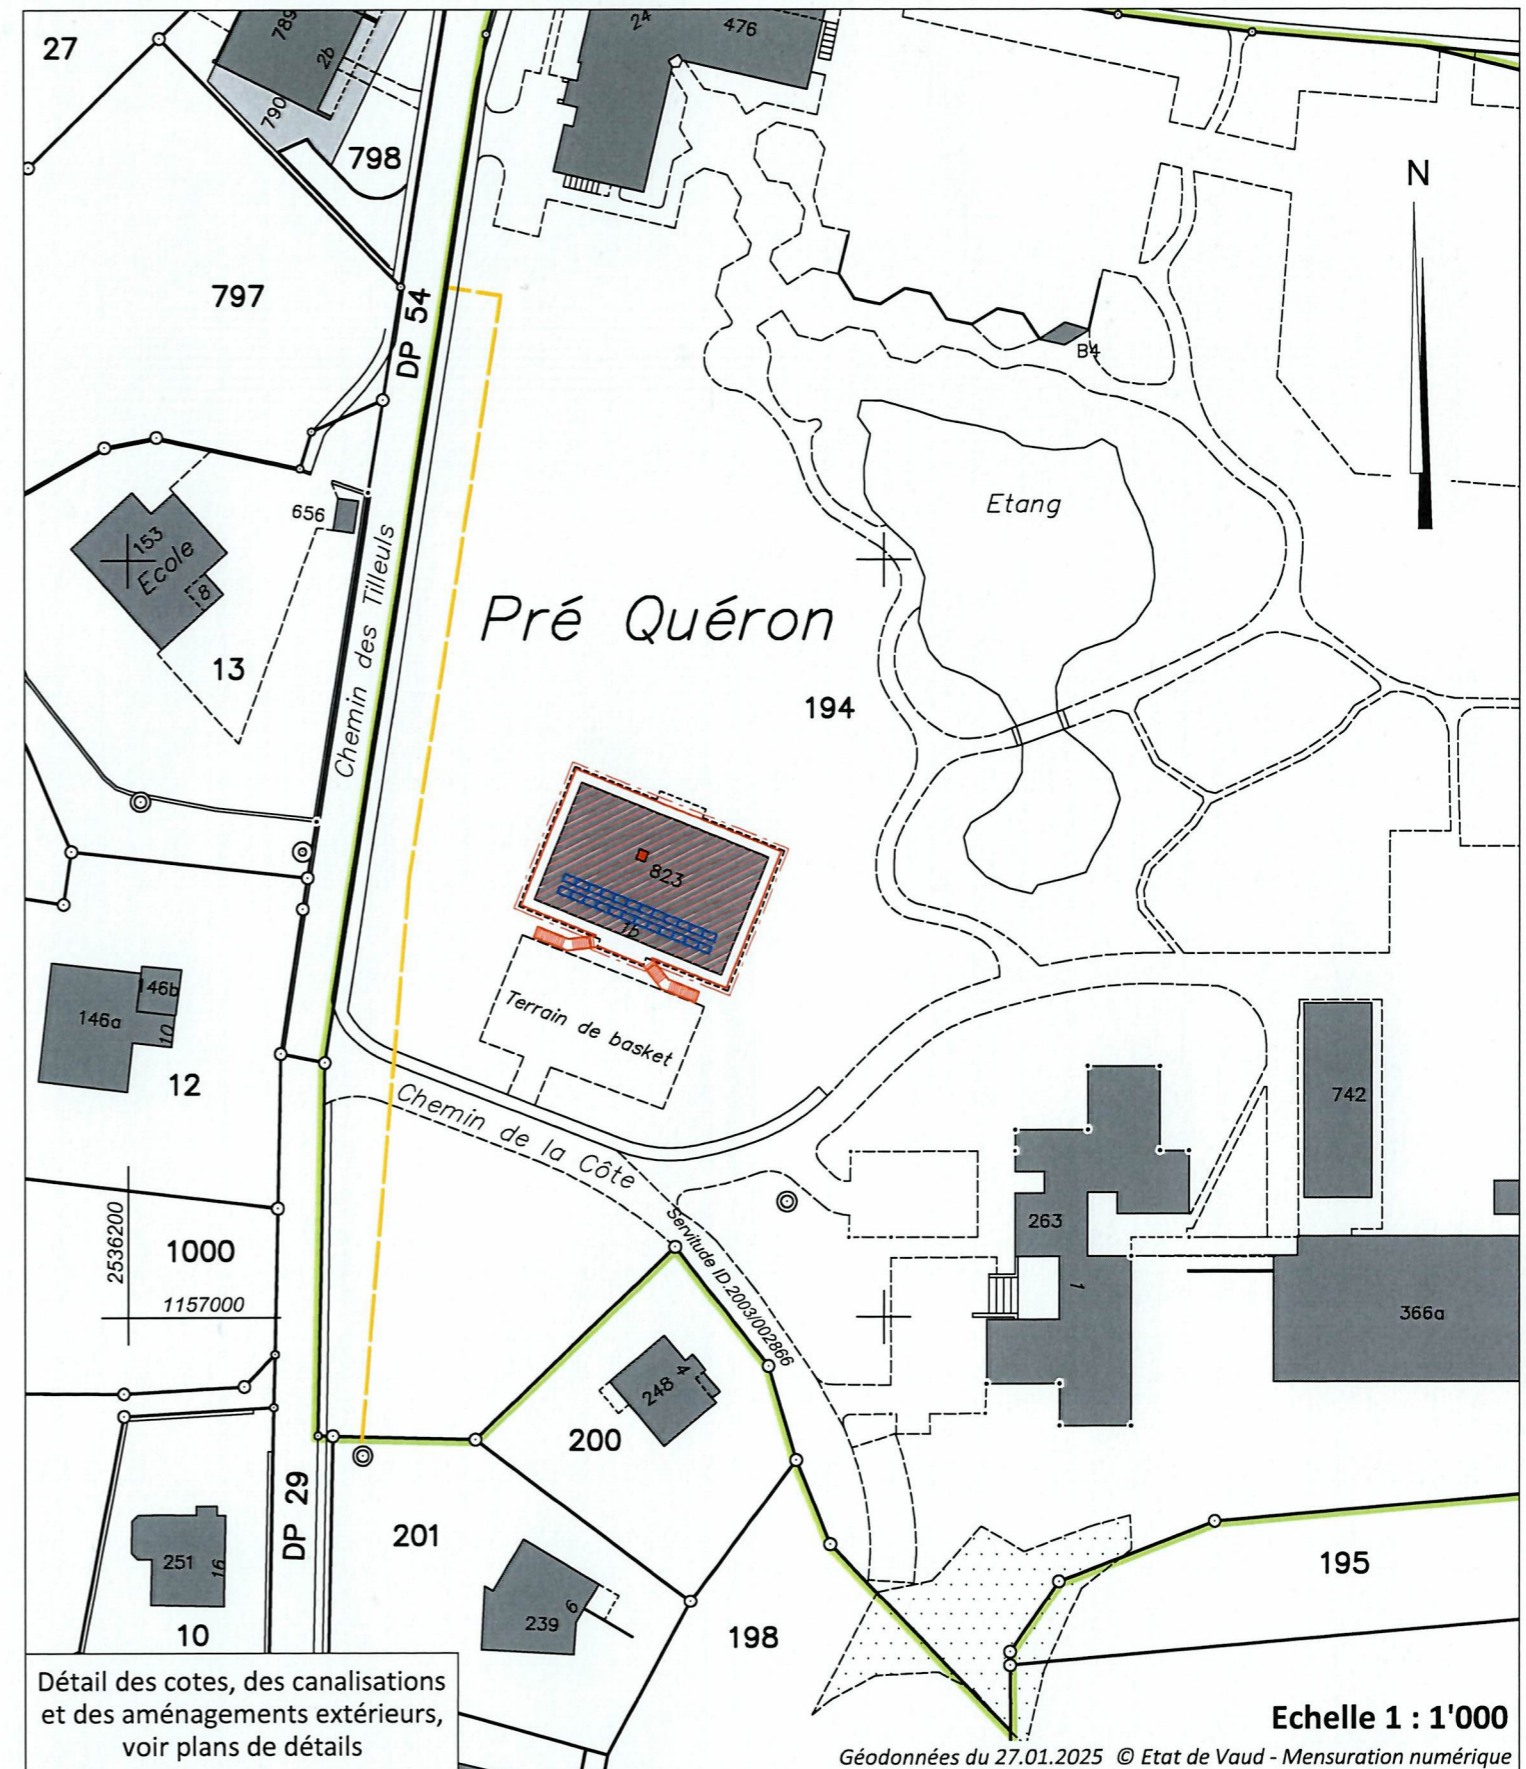 27
789
2b
790
798
24
476
N
797
DP 54
B4
656
153
Ecole
8
13
Etang
Chemin des Tilleuls
Pré Quéron
194
823
1b
Terrain de basket
146b
146a
10
12
Chemin de la Côte
742
263
1
366a
Servitude ID.2003/002866
2536200
1157000
1000
248
4
200
DP 29
201
251
16
10
239
6
198
195
Détail des cotes, des canalisations
et des aménagements extérieurs,
voir plans de détails
Echelle 1 : 1'000
Géodonnées du 27.01.2025 © Etat de Vaud - Mensuration numérique